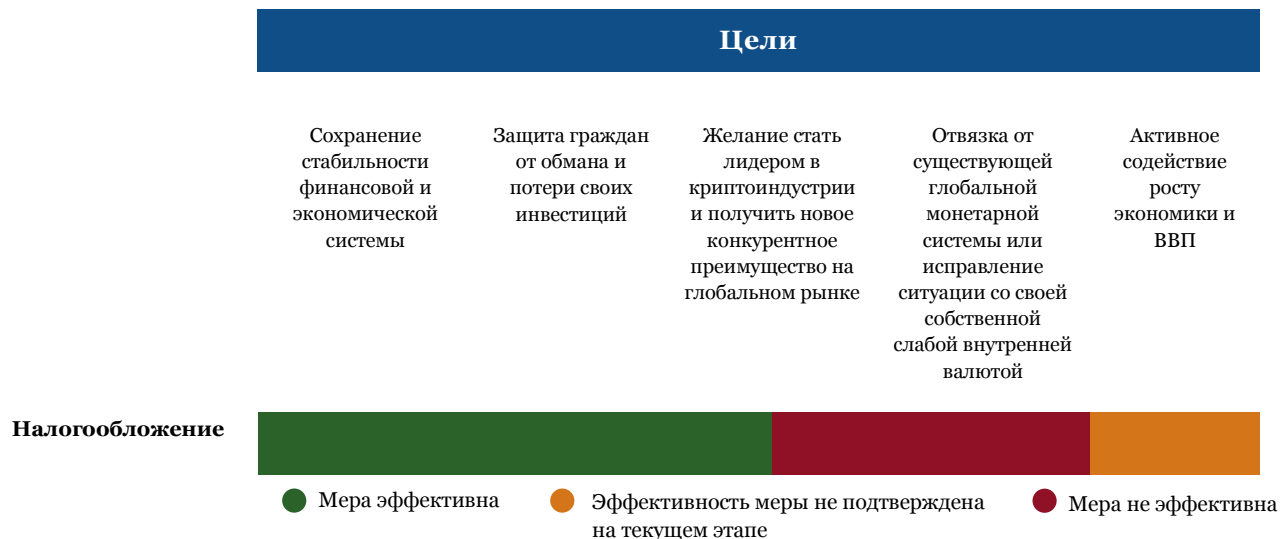 Цели
Сохранение
стабильности
финансовой и
экономической
системы
Защита граждан
от обмана и
потери своих
инвестиций
Желание стать
лидером в
криптоиндустрии
и получить новое
конкурентное
преимущество на
глобальном рынке
Отвязка от
существующей
глобальной
монетарной
системы или
исправление
ситуации со своей
собственной
слабой внутренней
валютой
Активное
содействие
росту
экономики и
ВВП
Налогообложение
Мера эффективна
Эффективность меры не подтверждена
на текущем этапе
Мера не эффективна